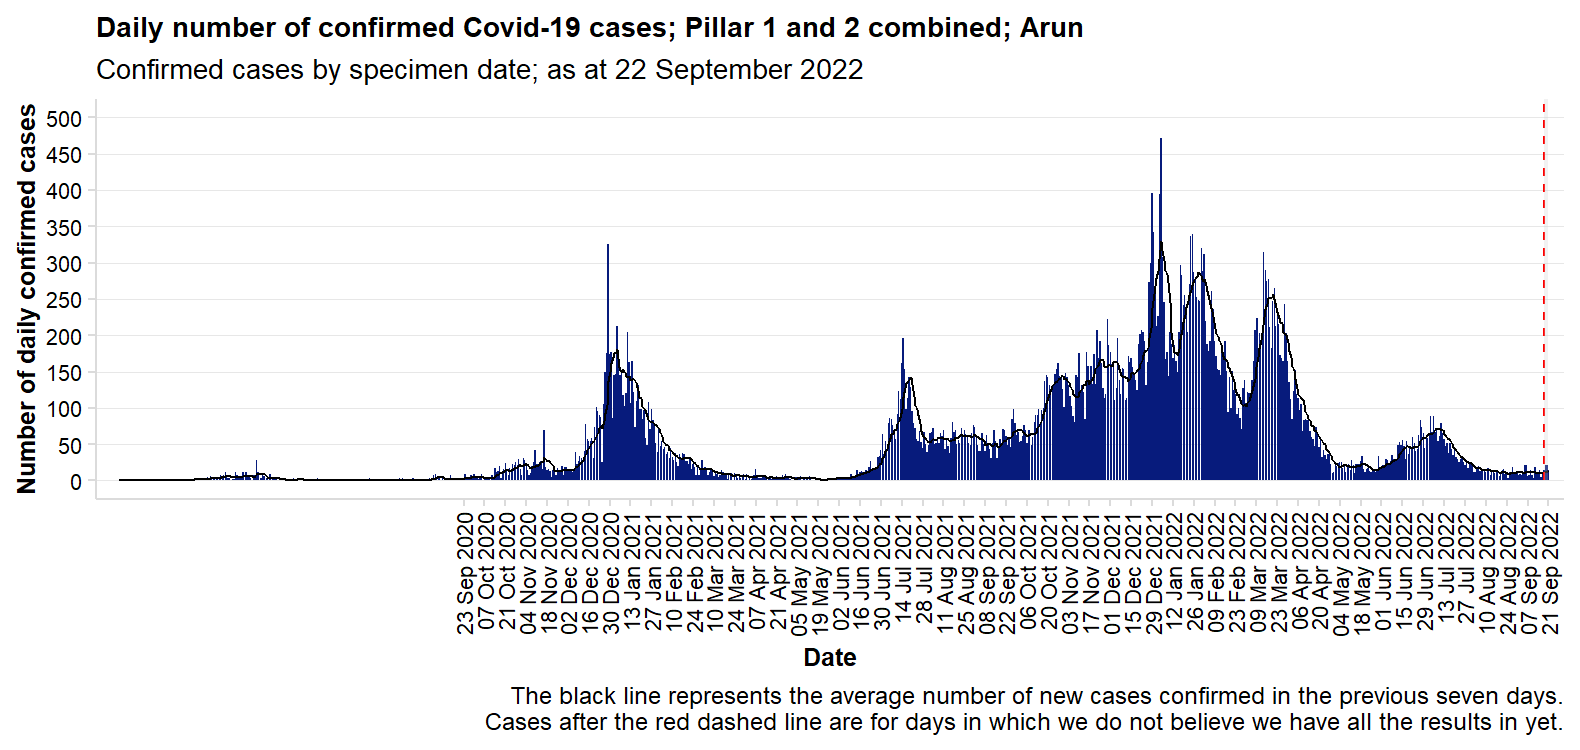 Daily number of confirmed Covid-19 cases; Pillar 1 and 2 combined; Arun
Confirmed cases by specimen date; as at 22 September 2022
Number of daily confirmed cases
500
450
400
350
300
250
200
150
100
50
0
23 Sep 2020
07 Oct 2020
21 Oct 2020
04 Nov 2020
18 Nov 2020
02 Dec 2020
16 Dec 2020
30 Dec 2020
13 Jan 2021
27 Jan 2021
10 Feb 2021
24 Feb 2021
10 Mar 2021
24 Mar 2021
07 Apr 2021
21 Apr 2021
05 May 2021
19 May 2021
02 Jun 2021
16 Jun 2021
30 Jun 2021
14 Jul 2021
28 Jul 2021
11 Aug 2021
25 Aug 2021
08 Sep 2021
22 Sep 2021
06 Oct 2021
20 Oct 2021
03 Nov 2021
17 Nov 2021
01 Dec 2021
15 Dec 2021
29 Dec 2021
12 Jan 2022
26 Jan 2022
09 Feb 2022
23 Feb 2022
09 Mar 2022
23 Mar 2022
06 Apr 2022
20 Apr 2022
04 May 2022
18 May 2022
01 Jun 2022
15 Jun 2022
29 Jun 2022
13 Jul 2022
27 Jul 2022
10 Aug 2022
24 Aug 2022
07 Sep 2022
21 Sep 2022
Date
The black line represents the average number of new cases confirmed in the previous seven days.
Cases after the red dashed line are for days in which we do not believe we have all the results in yet.